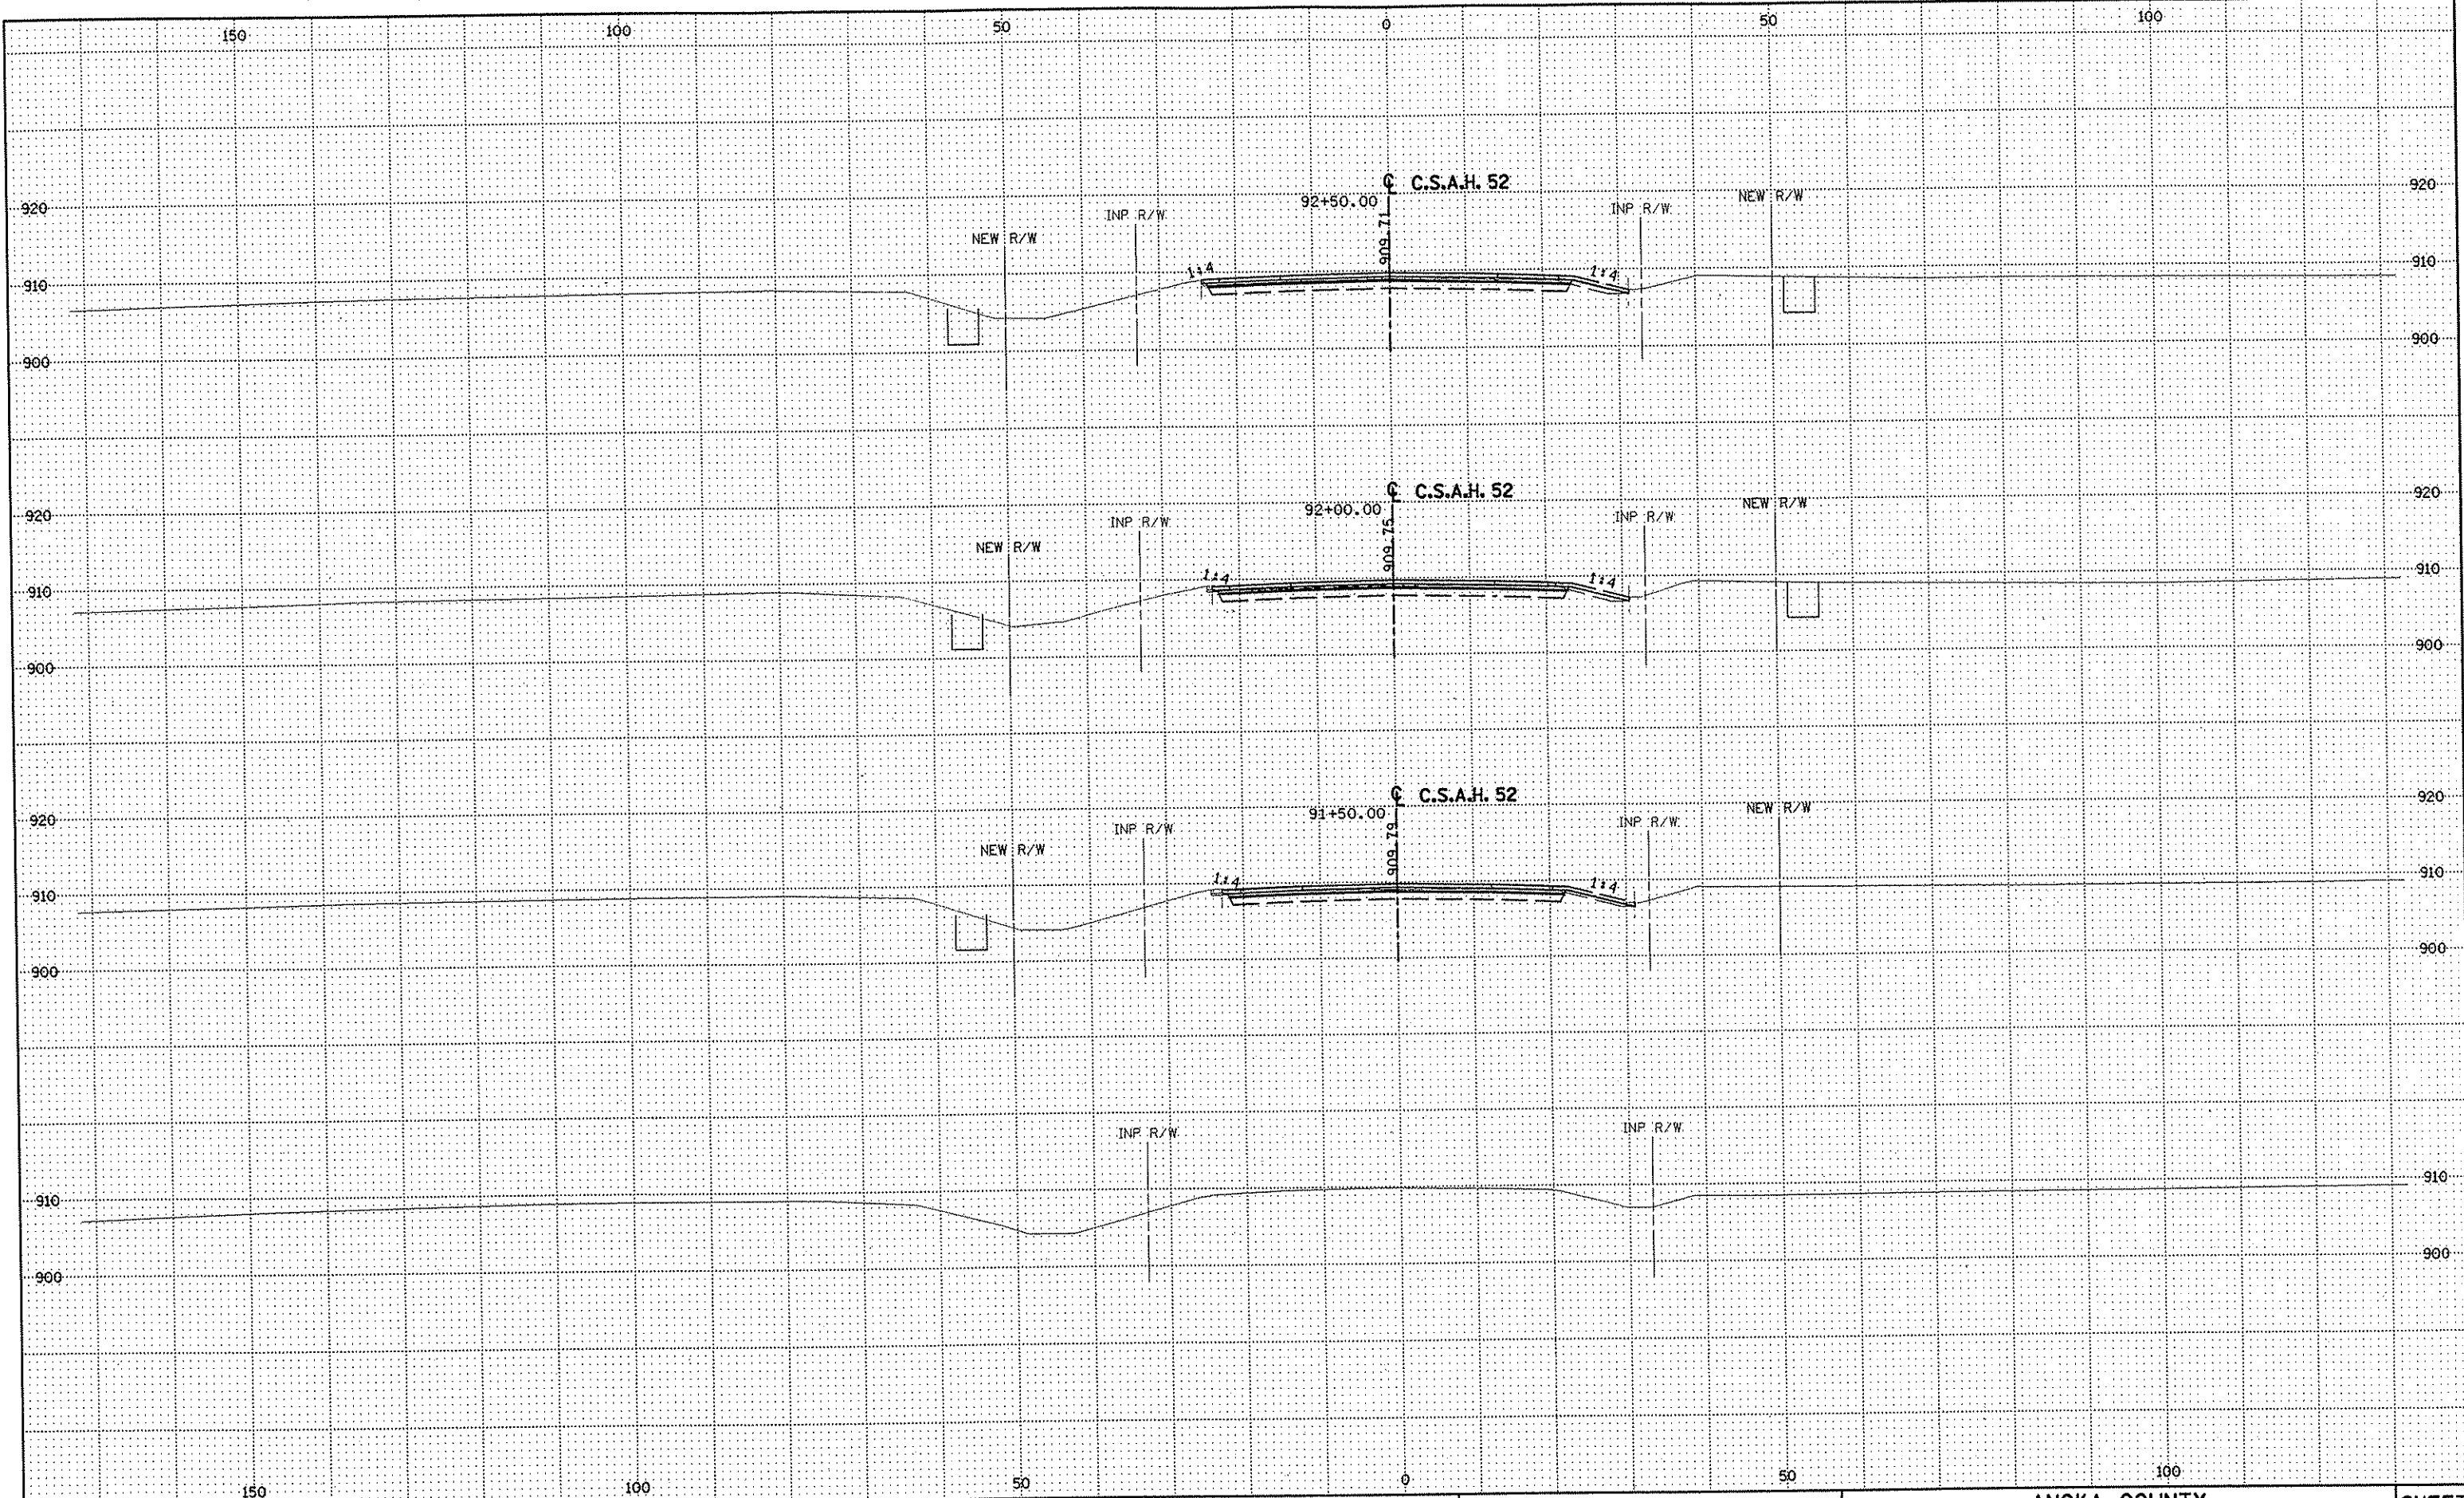 150 100 50 0 50 100
℄ C.S.A.H. 52
92+50.00
909.71
920 INP R/W INP R/W NEW R/W 920
NEW R/W
1:4 1:4
910 910
900 900
℄ C.S.A.H. 52
92+00.00
909.75
920 INP R/W INP R/W NEW R/W 920
NEW R/W
1:4 1:4
910 910
900 900
℄ C.S.A.H. 52
91+50.00
909.79
920 INP R/W INP R/W NEW R/W 920
NEW R/W
1:4 1:4
910 910
900 900
INP R/W INP R/W
910 910
900 900
150 100 50 0 50 100
ANOKA COUNTY